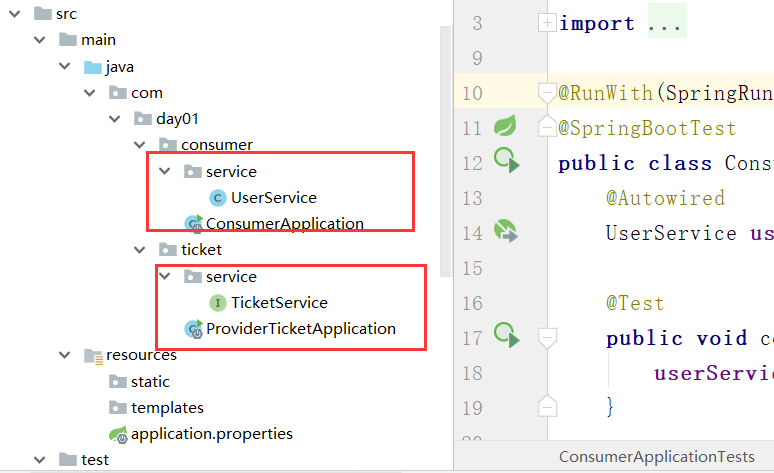 src
main
java
com
day01
consumer
service
UserService
ConsumerApplication
ticket
service
TicketService
ProviderTicketApplication
resources
static
templates
application.properties
test
3 import ...
9
10 @RunWith(SpringRun
11 @SpringBootTest
12 public class Cons
13 @Autowired
14 UserService us
15
16 @Test
17 public void co
18 userServic
19 }
ConsumerApplicationTests